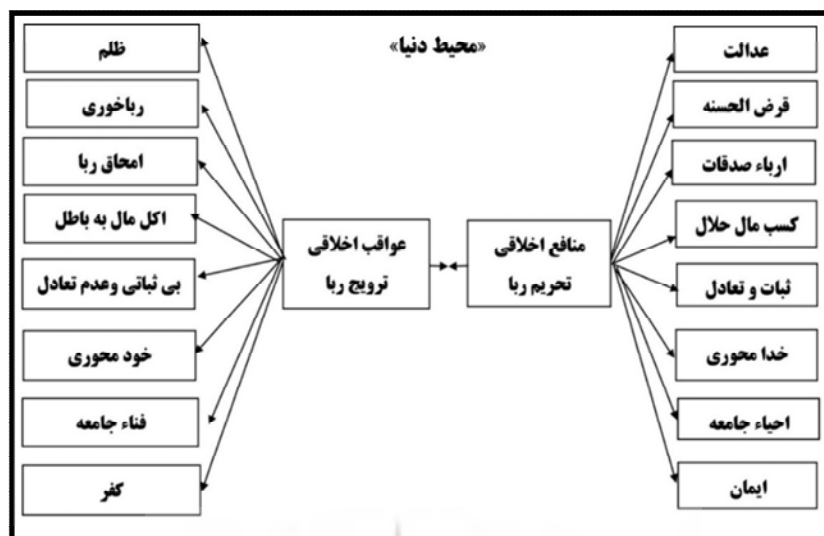 «محیط دنیا»
عدالت
قرض الحسنه
ارباء صدقات
کسب مال حلال
ثبات و تعادل
خدا محوری
احیاء جامعه
ایمان
منافع اخلاقی
تحریم ربا
عواقب اخلاقی
ترویج ربا
ظلم
رباخوری
امحاق ربا
اکل مال به باطل
بی ثباتی وعدم تعادل
خود محوری
فناء جامعه
کفر